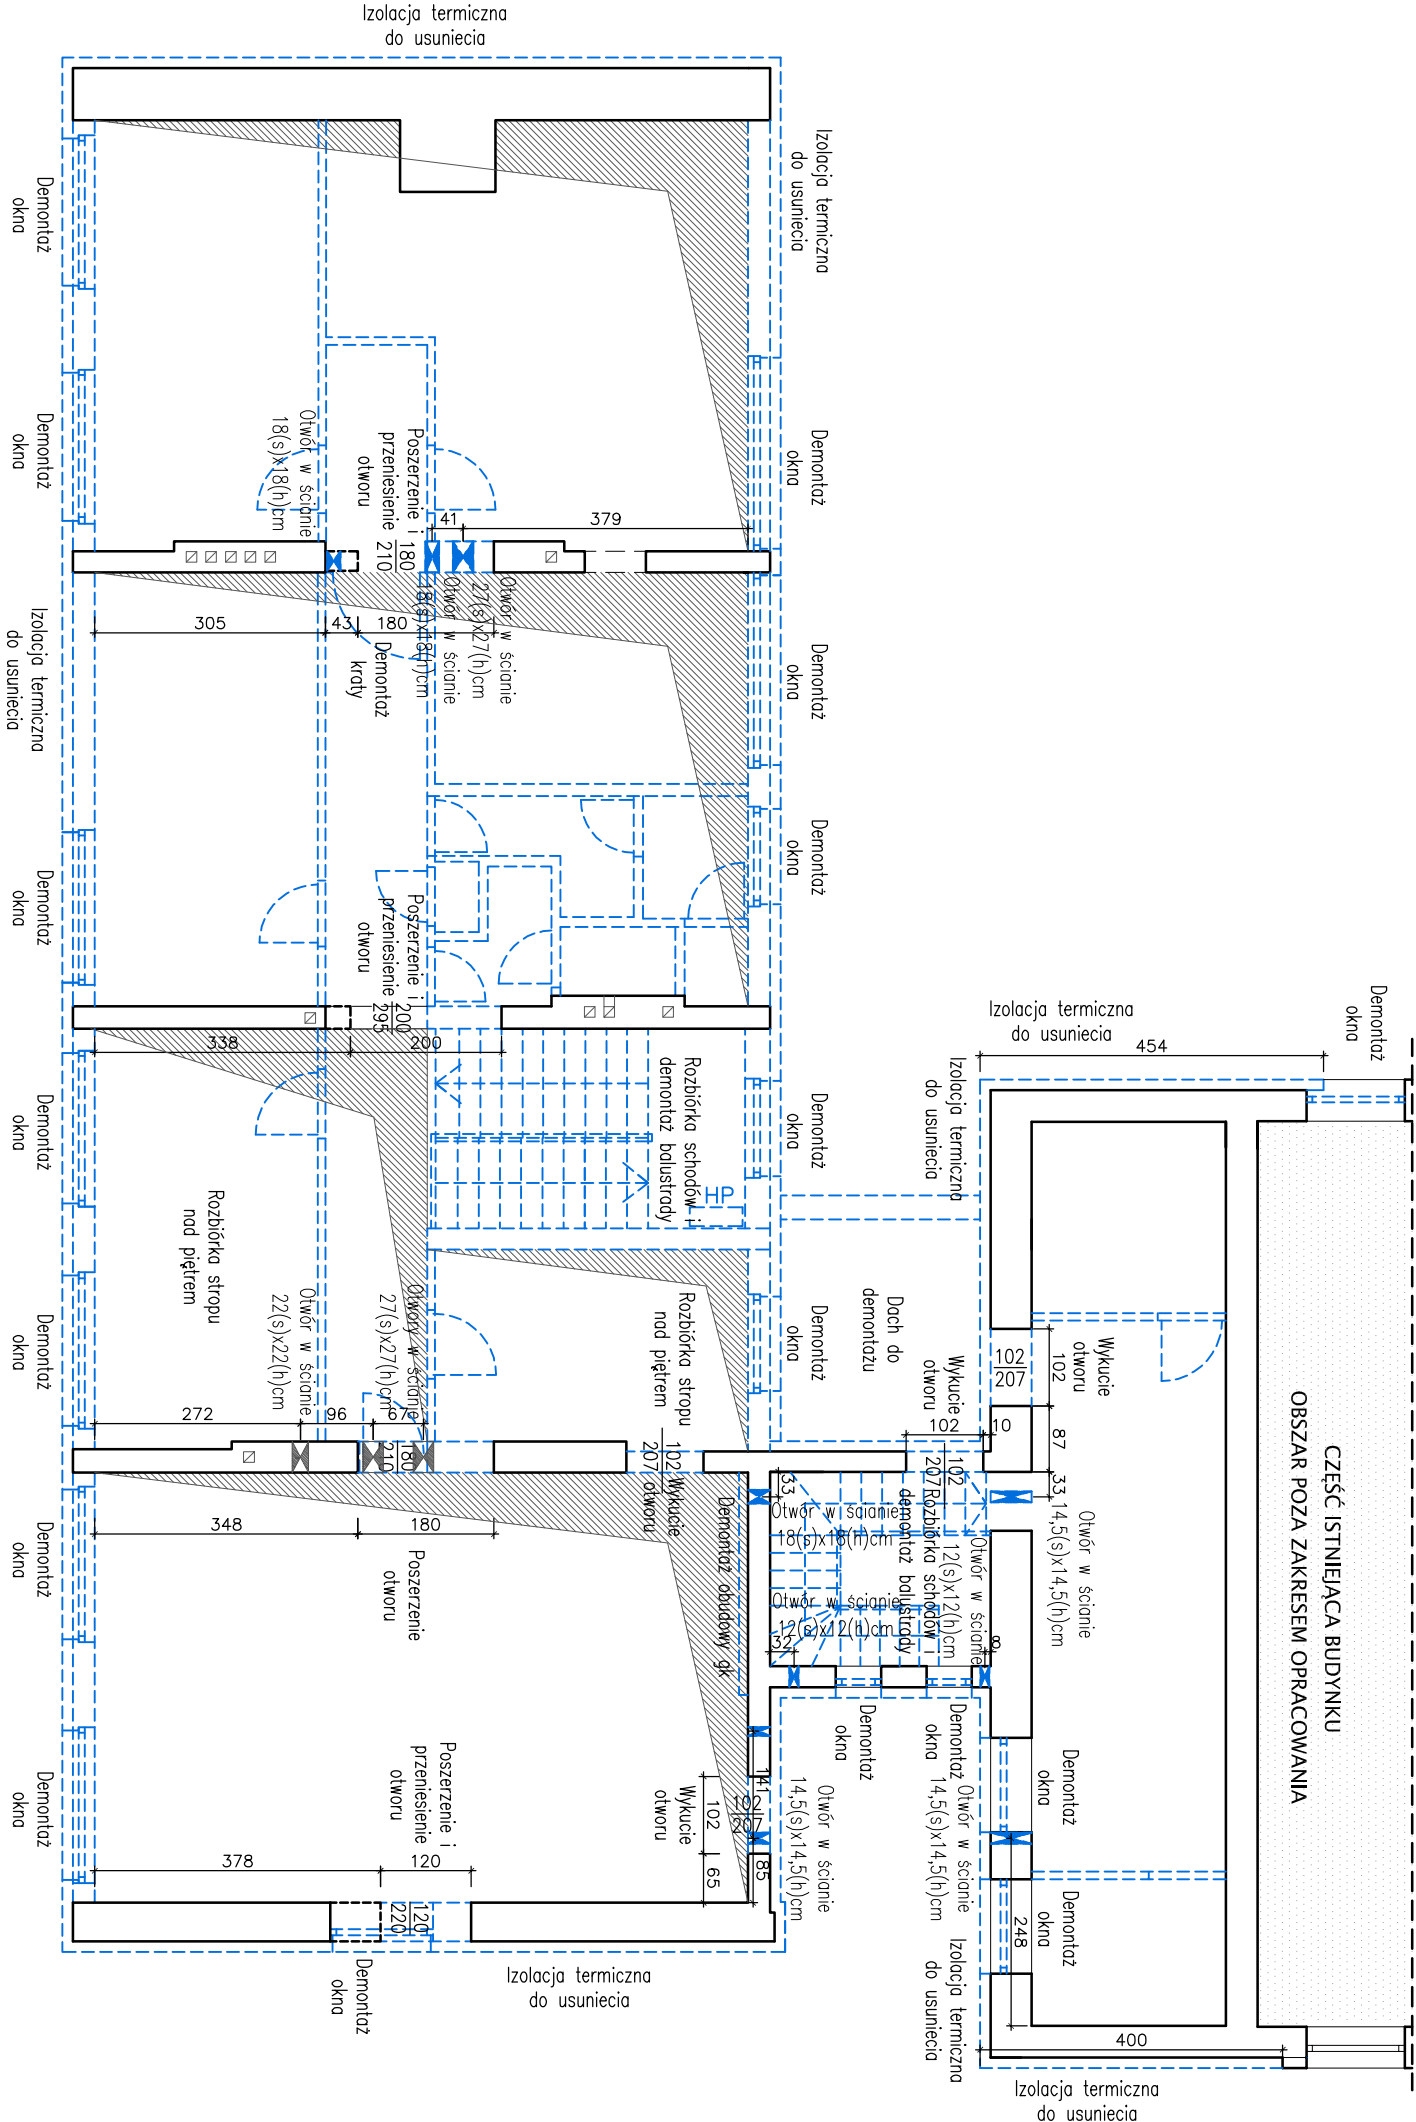 Izolacja termiczna
do usuniecia
Izolacja termiczna
do usuniecia
Demontaż
okna
Demontaż
okna
Demontaż
okna
Otwór w ścianie
18(s)x18(h)cm
Poszerzenie i
przeniesienie
otworu
180
210
41
379
Otwór w ścianie
27(s)x27(h)cm
Otwór w ścianie
18(s)x18(h)cm
305
43
180
Demontaż
kraty
Izolacja termiczna
do usuniecia
Demontaż
okna
Demontaż
okna
Demontaż
okna
Poszerzenie i
przeniesienie
otworu
200
295
338
200
Rozbiórka schodów i
demontaż balustrady
HP
Demontaż
okna
Demontaż
okna
Izolacja termiczna
do usuniecia
Izolacja termiczna
do usuniecia
454
Demontaż
okna
Rozbiórka stropu
nad piętrem
Otwór w ścianie
22(s)x22(h)cm
Otwory w ścianie
27(s)x27(h)cm
Rozbiórka stropu
nad piętrem
Demontaż
okna
Demontaż
okna
Dach do
demontażu
Wykucie
otworu
102
10
102
207
102
207
102
Wykucie
otworu
87
33
272
96
67
180
210
102
207
Wykucie
otworu
348
180
Poszerzenie
otworu
Demontaż
okna
Demontaż obudowy gk
33
Otwór w ścianie
18(s)x18(h)cm
Otwór w ścianie
12(s)x12(h)cm
32
Rozbiórka schodów i
demontaż balustrady
Otwór w ścianie
12(s)x12(h)cm
8
Otwór w ścianie
14,5(s)x14,5(h)cm
CZĘŚĆ ISTNIEJĄCA BUDYNKU
OBSZAR POZA ZAKRESEM OPRACOWANIA
Demontaż
okna
Demontaż
okna
Demontaż
okna
Demontaż
okna
Otwór w ścianie
14,5(s)x14,5(h)cm
Otwór w ścianie
14,5(s)x14,5(h)cm
141
102
207
Wykucie
otworu
102
65
85
Poszerzenie i
przeniesienie
otworu
378
120
120
220
Demontaż
okna
Demontaż
okna
248
Izolacja termiczna
do usuniecia
Izolacja termiczna
do usuniecia
400
Izolacja termiczna
do usuniecia